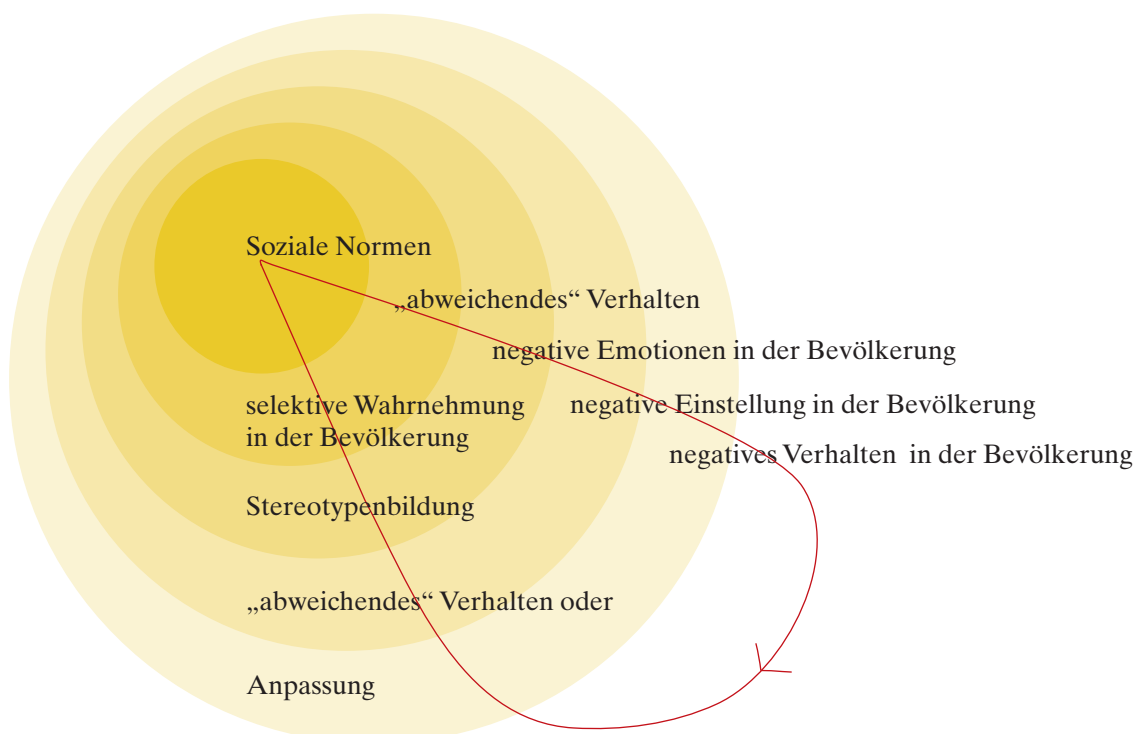 Soziale Normen
„abweichendes“ Verhalten
negative Emotionen in der Bevölkerung
negative Einstellung in der Bevölkerung
negatives Verhalten in der Bevölkerung
selektive Wahrnehmung
in der Bevölkerung
Stereotypenbildung
„abweichendes“ Verhalten oder
Anpassung